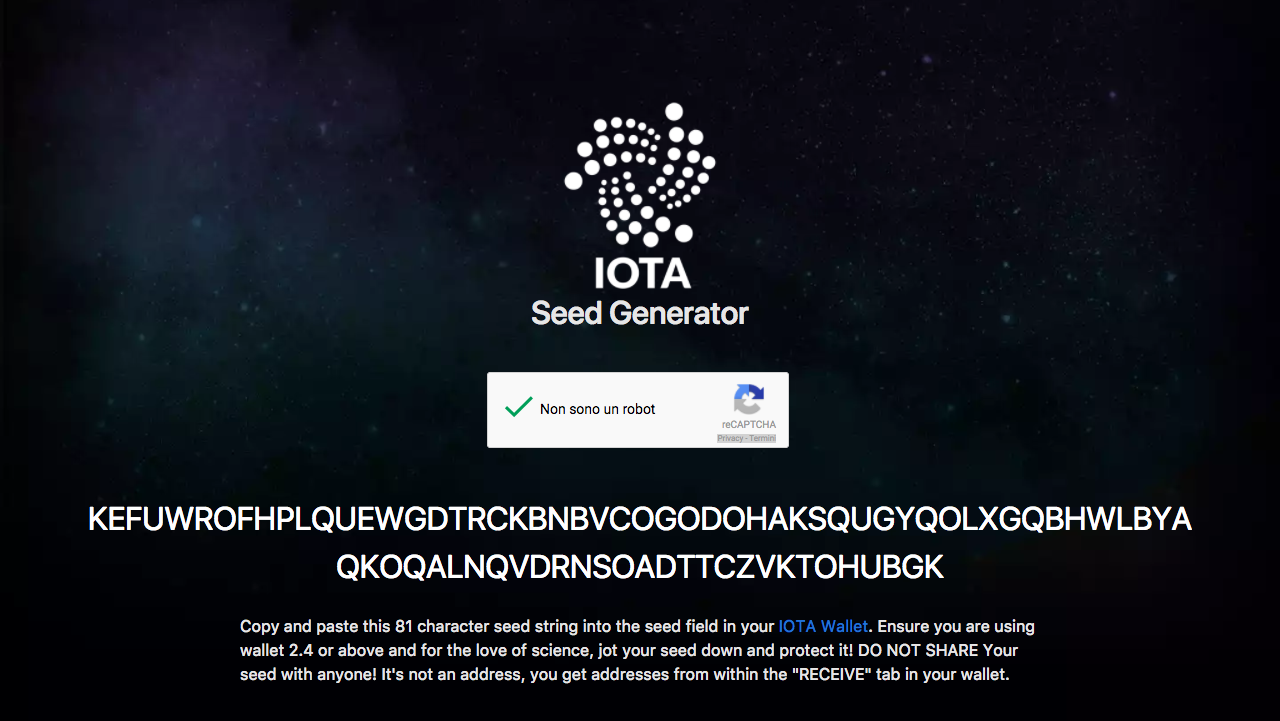 IOTA
Seed Generator
Non sono un robot
reCAPTCHA
Privacy - Termini
KEFUWROFHPLQUEWGDTRCKBNBVCOGODOHAKSQUGYQOLXGQBHWLBYA
QKOQALNQVDRNSOADTTCZVKTOHUBGK
Copy and paste this 81 character seed string into the seed field in your IOTA Wallet. Ensure you are using
wallet 2.4 or above and for the love of science, jot your seed down and protect it! DO NOT SHARE Your
seed with anyone! It's not an address, you get addresses from within the "RECEIVE" tab in your wallet.